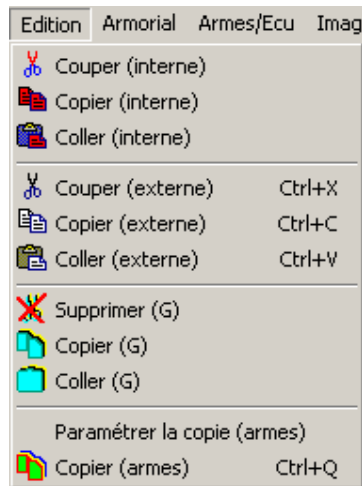 Edition Armorial Armes/Ecu Imag
Couper (interne)
Copier (interne)
Coller (interne)
Couper (externe) Ctrl+X
Copier (externe) Ctrl+C
Coller (externe) Ctrl+V
Supprimer (G)
Copier (G)
Coller (G)
Paramétrer la copie (armes)
Copier (armes) Ctrl+Q